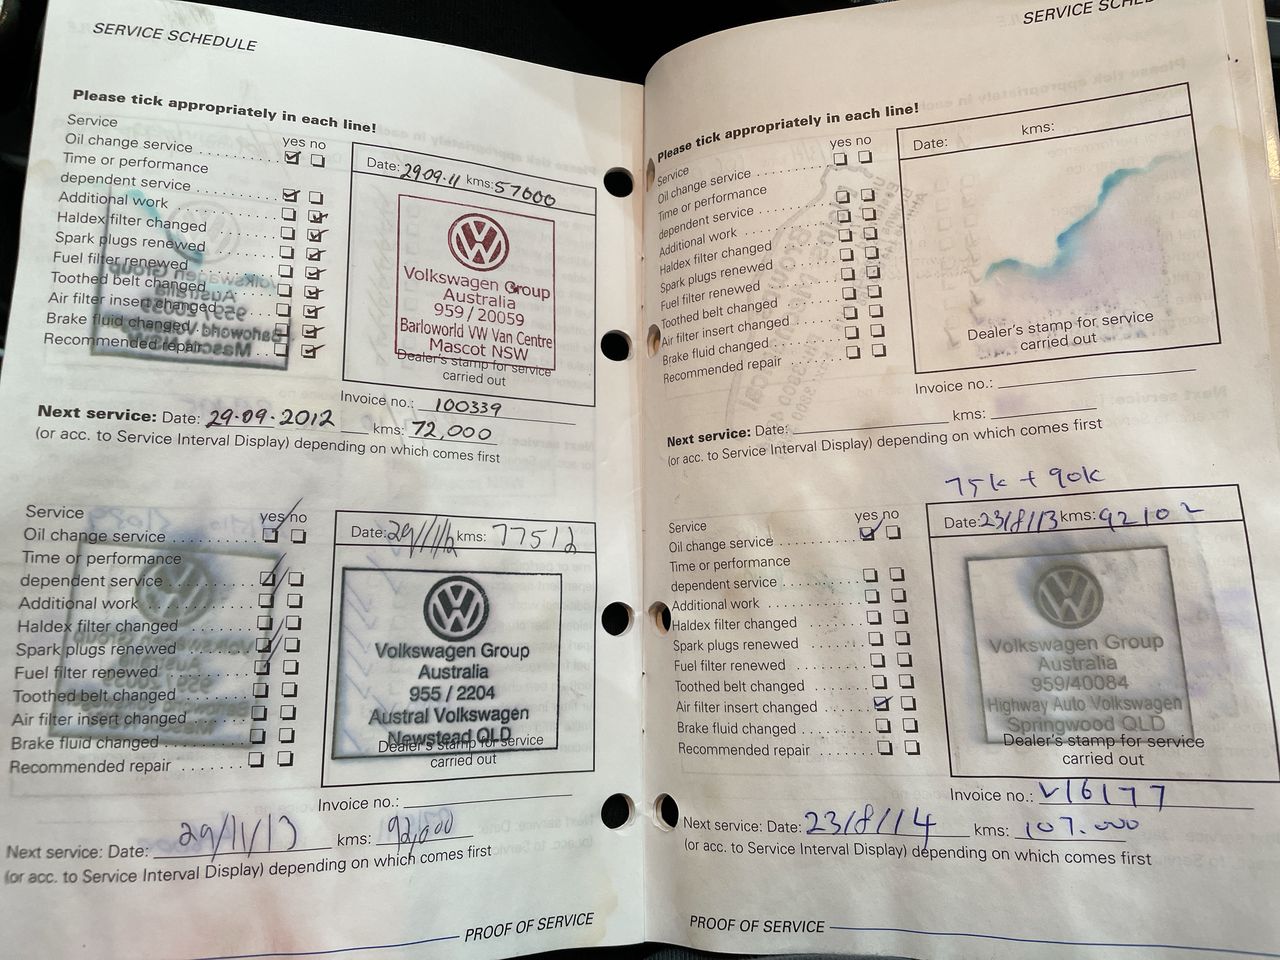 SERVICE SCHEDULE
Please tick appropriately in each line!
Service
yes no
Oil change service
Time or performance
dependent service
Additional work
Haldex filter changed
Spark plugs renewed
Fuel filter renewed
Toothed belt changed
Air filter insert changed
Brake fluid changed
Recommended repair
Date: 29.09.11 kms: 57600
Volkswagen Group
Australia
959 / 20059
Barloworld VW Van Centre
Mascot NSW
Dealer's stamp for service
carried out
Invoice no.: 100339
Next service: Date: 29.09.2012 kms: 72,000
(or acc. to Service Interval Display) depending on which comes first
Service
yes no
Oil change service
Time or performance
dependent service
Additional work
Haldex filter changed
Spark plugs renewed
Fuel filter renewed
Toothed belt changed
Air filter insert changed
Brake fluid changed
Recommended repair
Date: 29/11/12 kms: 77512
Volkswagen Group
Australia
955 / 2204
Austral Volkswagen
Newstead QLD
Dealer's stamp for service
carried out
Invoice no.:
Next service: Date: 29/11/13 kms: 92,000
(or acc. to Service Interval Display) depending on which comes first
PROOF OF SERVICE
SERVICE SCHEDULE
Please tick appropriately in each line!
Service
yes no
Oil change service
Time or performance
dependent service
Additional work
Haldex filter changed
Spark plugs renewed
Fuel filter renewed
Toothed belt changed
Air filter insert changed
Brake fluid changed
Recommended repair
Date: kms:
Dealer's stamp for service
carried out
Invoice no.:
Next service: Date: kms:
(or acc. to Service Interval Display) depending on which comes first
75k + 90k
Service
yes no
Oil change service
Time or performance
dependent service
Additional work
Haldex filter changed
Spark plugs renewed
Fuel filter renewed
Toothed belt changed
Air filter insert changed
Brake fluid changed
Recommended repair
Date: 23/8/13 kms: 92102
Volkswagen Group
Australia
959/40084
Highway Auto Volkswagen
Springwood QLD
Dealer's stamp for service
carried out
Invoice no.: V16177
Next service: Date: 23/8/14 kms: 107.000
(or acc. to Service Interval Display) depending on which comes first
PROOF OF SERVICE